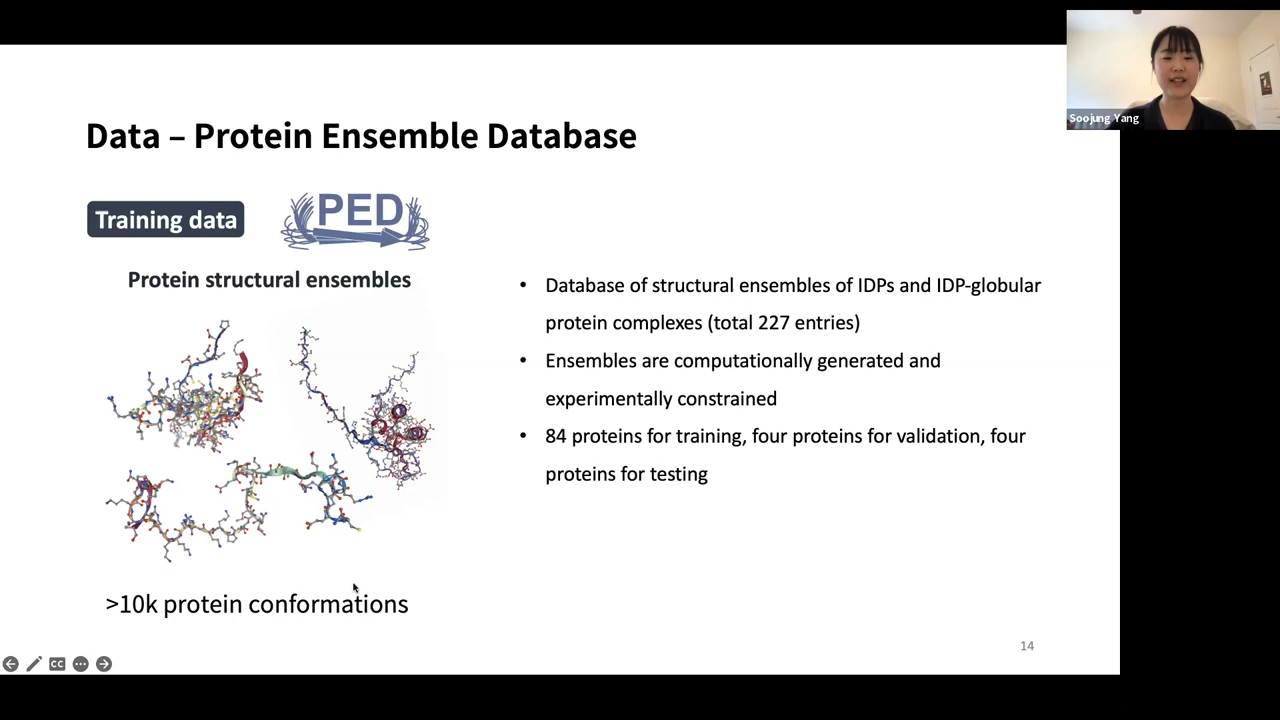 Soojung Yang
Data – Protein Ensemble Database
Training data
PED
Protein structural ensembles
• Database of structural ensembles of IDPs and IDP-globular
protein complexes (total 227 entries)
• Ensembles are computationally generated and
experimentally constrained
• 84 proteins for training, four proteins for validation, four
proteins for testing
>10k protein conformations
14
CC